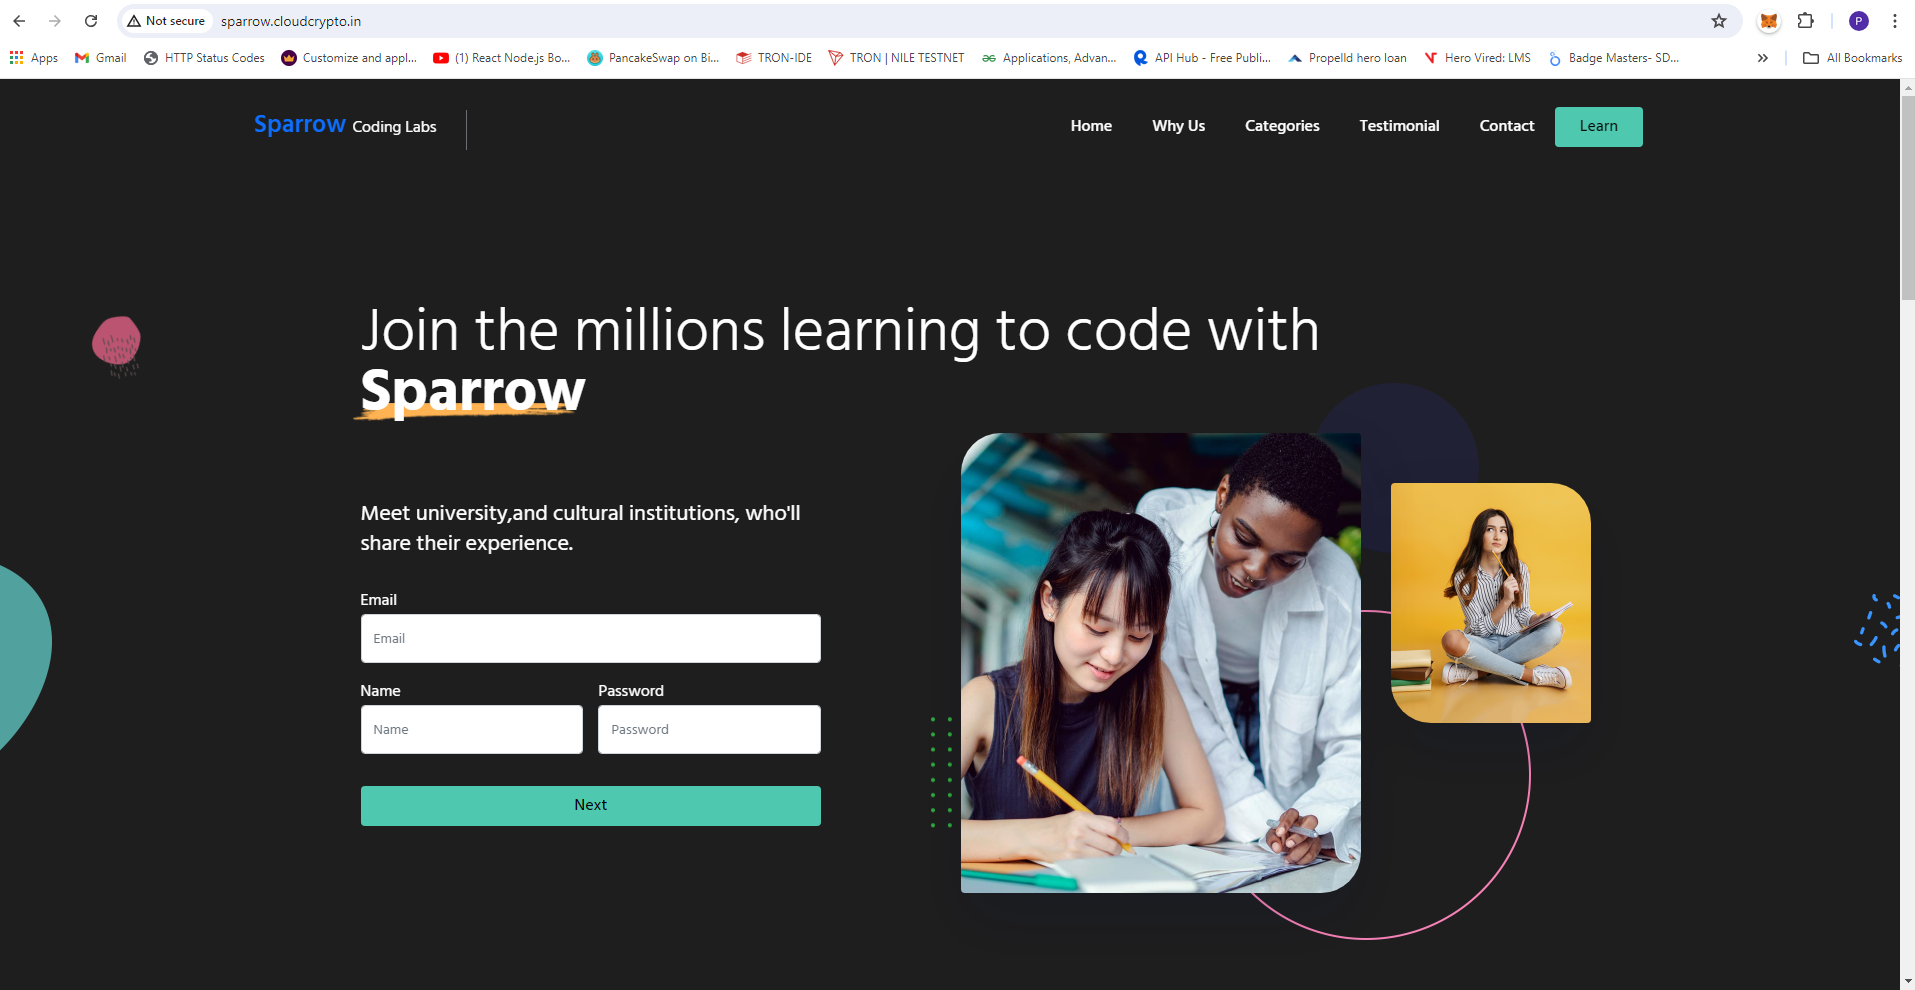 Not secure sparrow.cloudcrypto.in P
Apps Gmail HTTP Status Codes Customize and appl... (1) React Node.js Bo... PancakeSwap on Bi... TRON-IDE TRON | NILE TESTNET Applications, Advan... API Hub - Free Publi... Propelld hero loan Hero Vired: LMS Badge Masters- SD... All Bookmarks
Sparrow Coding Labs Home Why Us Categories Testimonial Contact Learn
Join the millions learning to code with
Sparrow
Meet university,and cultural institutions, who'll
share their experience.
Email
Email
Name Password
Name Password
Next